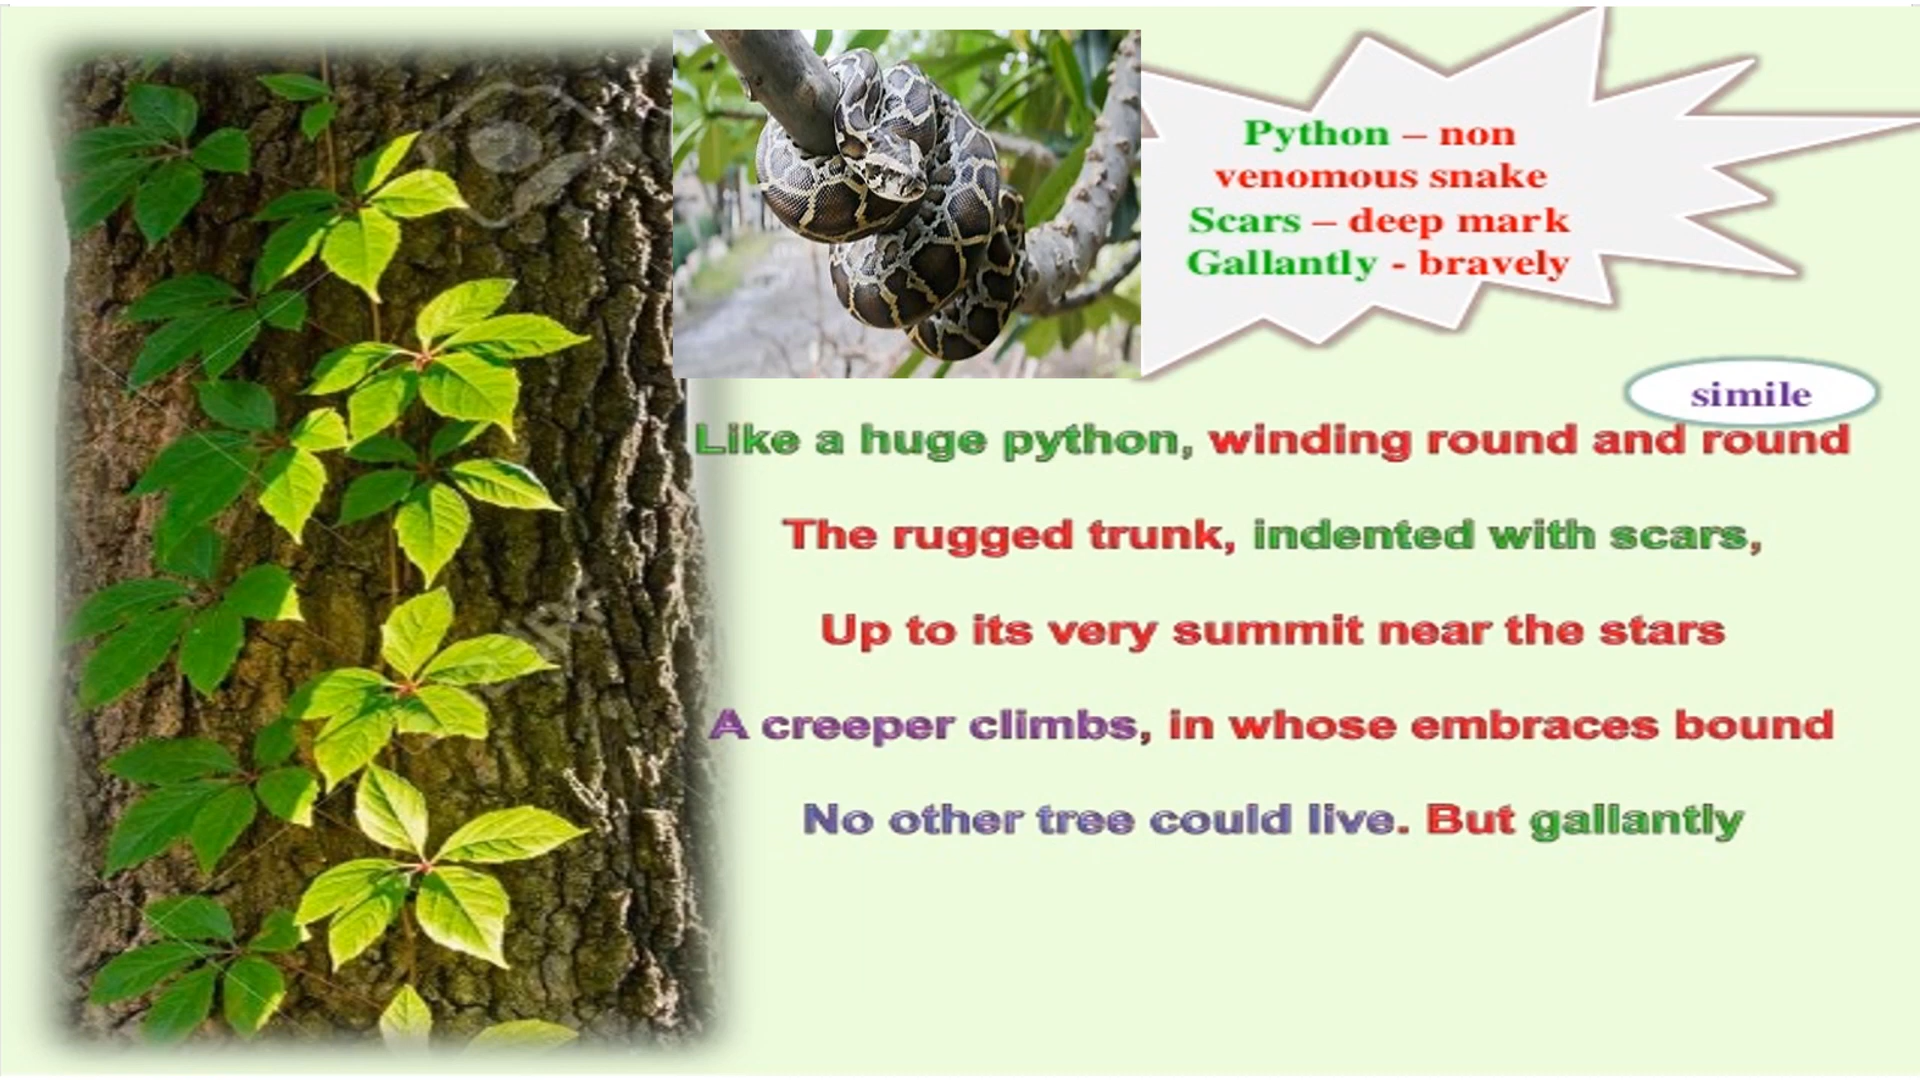 Python – non
venomous snake
Scars – deep mark
Gallantly - bravely
simile
Like a huge python, winding round and round
The rugged trunk, indented with scars,
Up to its very summit near the stars
A creeper climbs, in whose embraces bound
No other tree could live. But gallantly